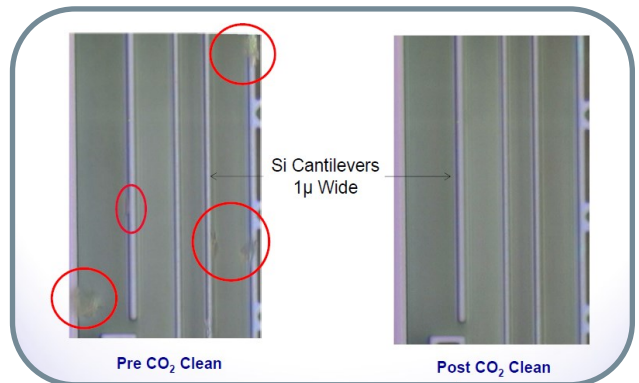 Si Cantilevers
1µ Wide
Pre CO₂ Clean
Post CO₂ Clean